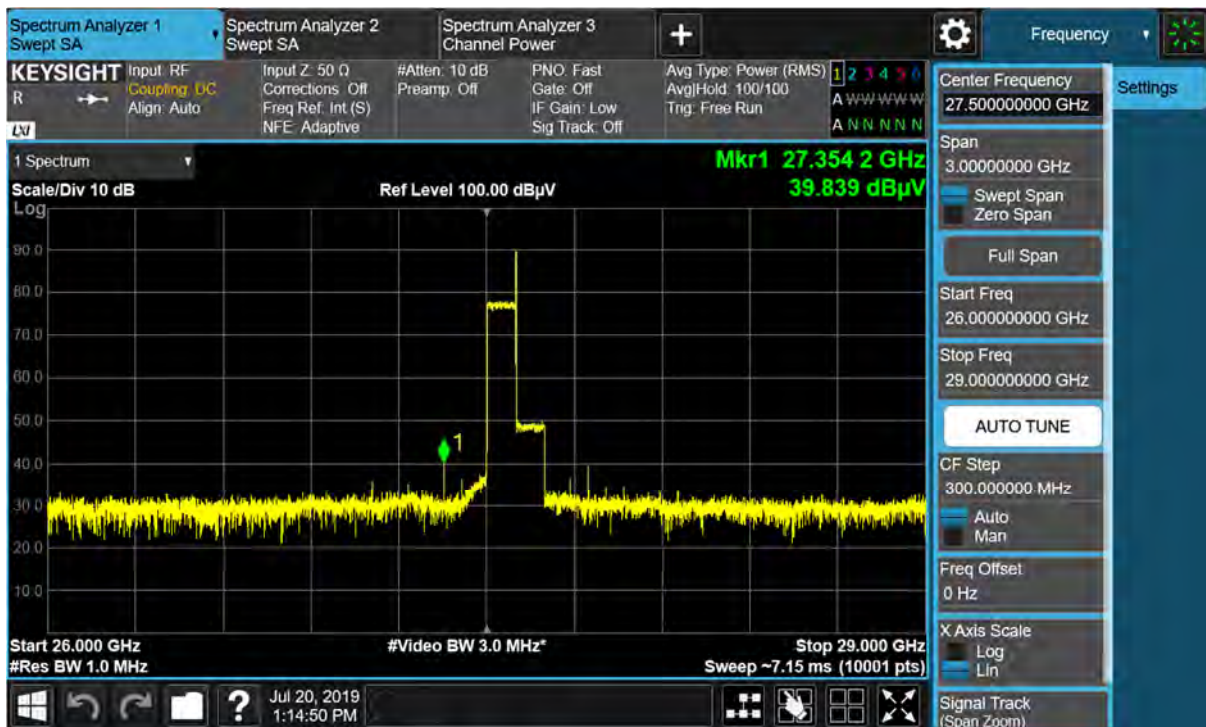 Spectrum Analyzer 1
Swept SA
Spectrum Analyzer 2
Swept SA
Spectrum Analyzer 3
Channel Power
+
Frequency
KEYSIGHT
R
LXI
Input: RF
Coupling: DC
Align: Auto
Input Z: 50 Ω
Corrections: Off
Freq Ref: Int (S)
NFE: Adaptive
#Atten: 10 dB
Preamp: Off
PNO: Fast
Gate: Off
IF Gain: Low
Sig Track: Off
Avg Type: Power (RMS)
Avg|Hold: 100/100
Trig: Free Run
1 2 3 4 5 6
A W W W W W
A N N N N N
1 Spectrum
Scale/Div 10 dB
Ref Level 100.00 dBµV
Mkr1 27.354 2 GHz
39.839 dBµV
Log
90.0
80.0
70.0
60.0
50.0
40.0
30.0
20.0
10.0
1
Start 26.000 GHz
#Video BW 3.0 MHz*
Stop 29.000 GHz
#Res BW 1.0 MHz
Sweep ~7.15 ms (10001 pts)
Center Frequency
27.500000000 GHz
Settings
Span
3.00000000 GHz
Swept Span
Zero Span
Full Span
Start Freq
26.000000000 GHz
Stop Freq
29.000000000 GHz
AUTO TUNE
CF Step
300.000000 MHz
Auto
Man
Freq Offset
0 Hz
X Axis Scale
Log
Lin
Signal Track
(Span Zoom)
?
Jul 20, 2019
1:14:50 PM